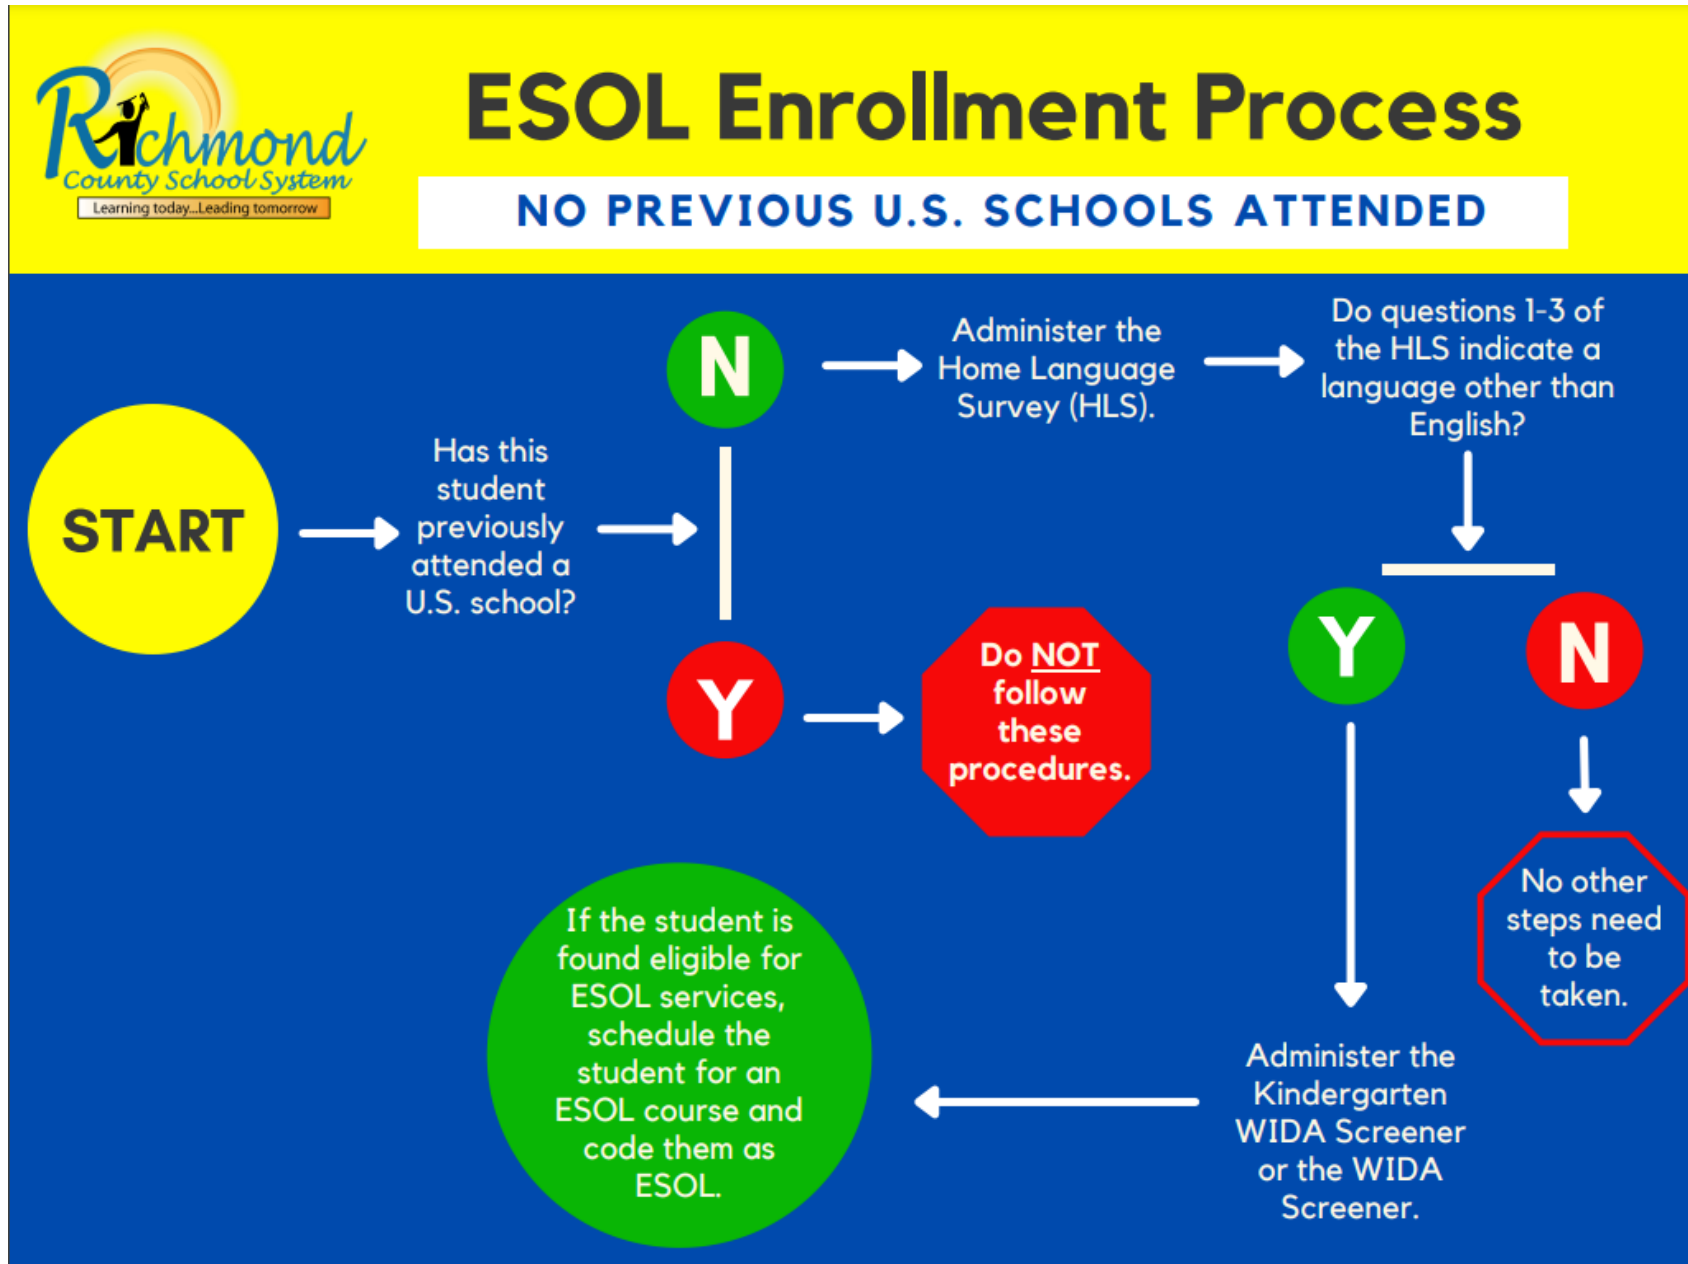 Richmond
County School System
Learning today...Leading tomorrow
ESOL Enrollment Process
NO PREVIOUS U.S. SCHOOLS ATTENDED
START
Has this
student
previously
attended a
U.S. school?
N
Administer the
Home Language
Survey (HLS).
Do questions 1-3 of
the HLS indicate a
language other than
English?
Y
Do NOT
follow
these
procedures.
Y
N
No other
steps need
to be
taken.
Administer the
Kindergarten
WIDA Screener
or the WIDA
Screener.
If the student is
found eligible for
ESOL services,
schedule the
student for an
ESOL course and
code them as
ESOL.